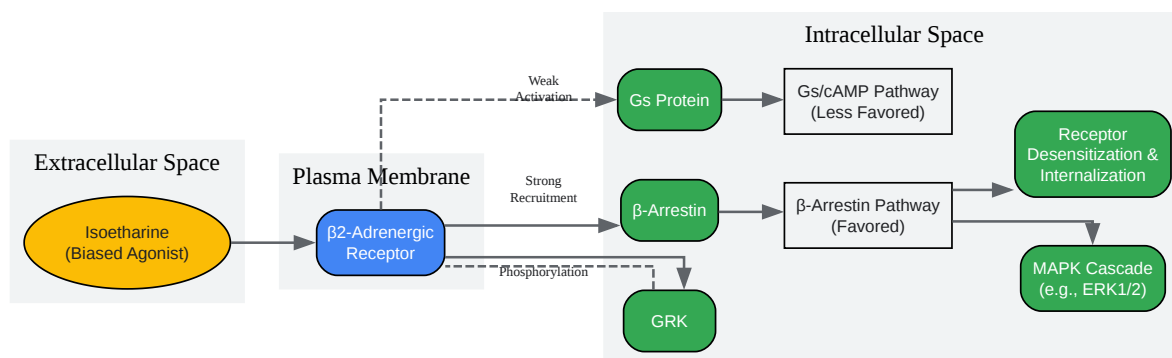 Intracellular Space
Weak
Activation
Gs Protein
Gs/cAMP Pathway
(Less Favored)
Receptor
Desensitization &
Internalization
Extracellular Space
Plasma Membrane
Strong
Recruitment
β-Arrestin
β-Arrestin Pathway
(Favored)
Isoetharine
(Biased Agonist)
β2-Adrenergic
Receptor
Phosphorylation
MAPK Cascade
(e.g., ERK1/2)
GRK